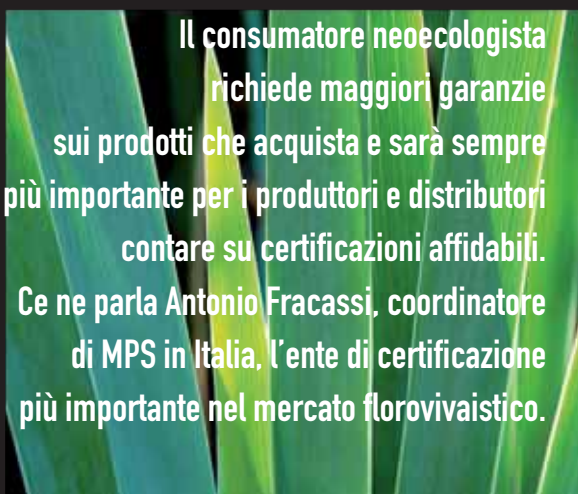 Il consumatore neoecologista
richiede maggiori garanzie
sui prodotti che acquista e sarà sempre
più importante per i produttori e distributori
contare su certificazioni affidabili.
Ce ne parla Antonio Fracassi, coordinatore
di MPS in Italia, l'ente di certificazione
più importante nel mercato florovivaistico.